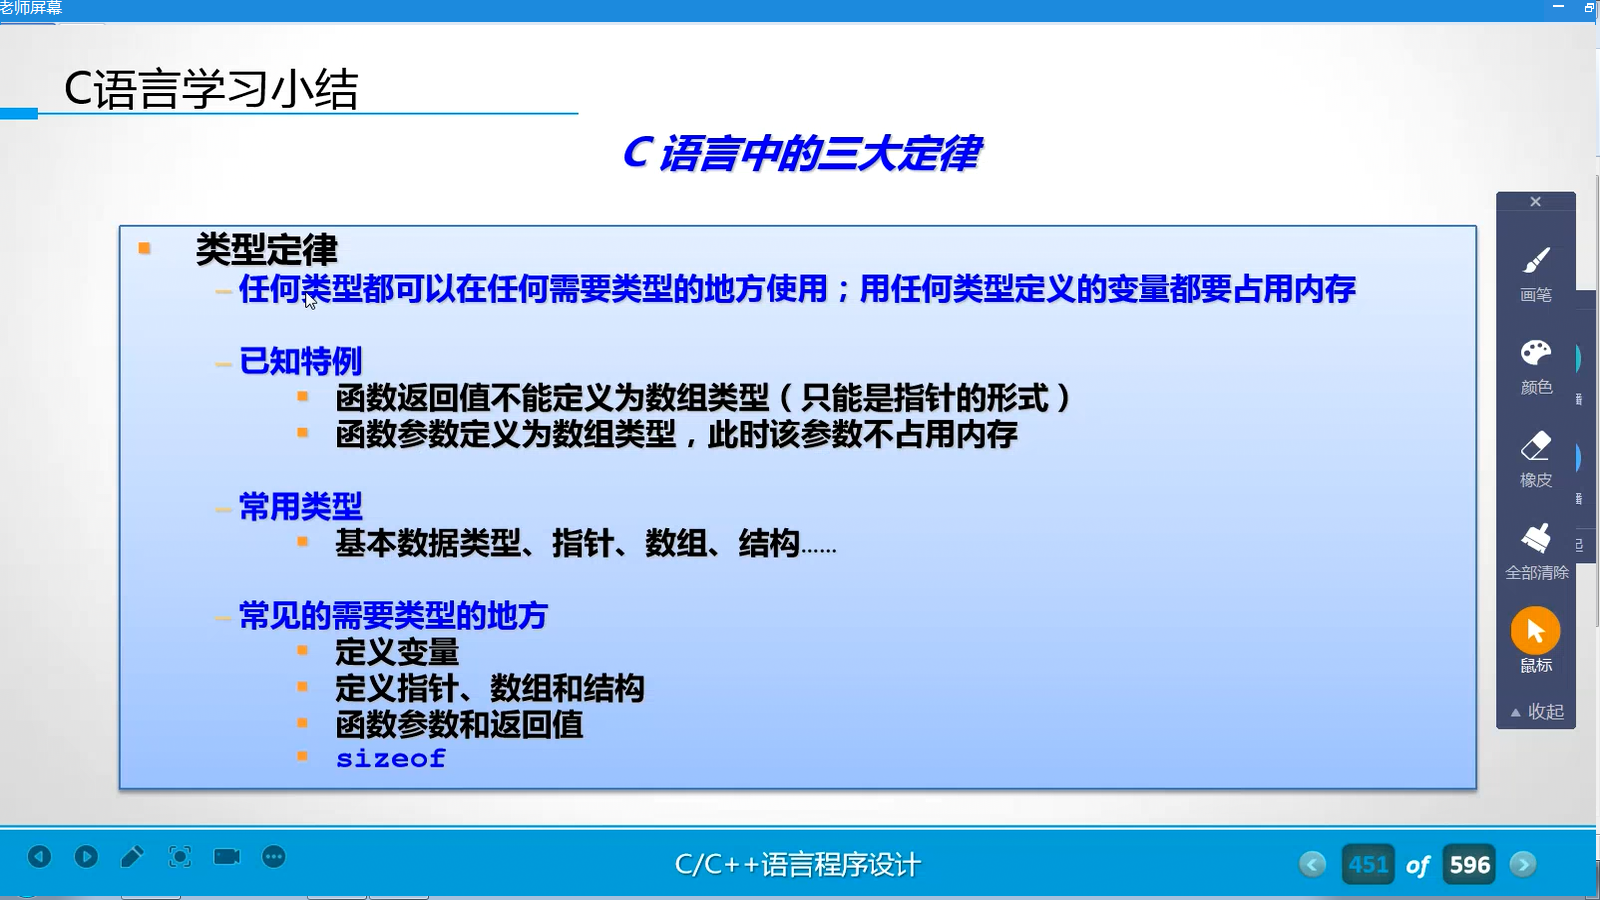 老师屏幕
C语言学习小结
C 语言中的三大定律
类型定律
任何类型都可以在任何需要类型的地方使用；用任何类型定义的变量都要占用内存
已知特例
函数返回值不能定义为数组类型（只能是指针的形式）
函数参数定义为数组类型，此时该参数不占用内存
常用类型
基本数据类型、指针、数组、结构……
常见的需要类型的地方
定义变量
定义指针、数组和结构
函数参数和返回值
sizeof
画笔
颜色
橡皮
全部清除
鼠标
收起
C/C++语言程序设计
451 of 596